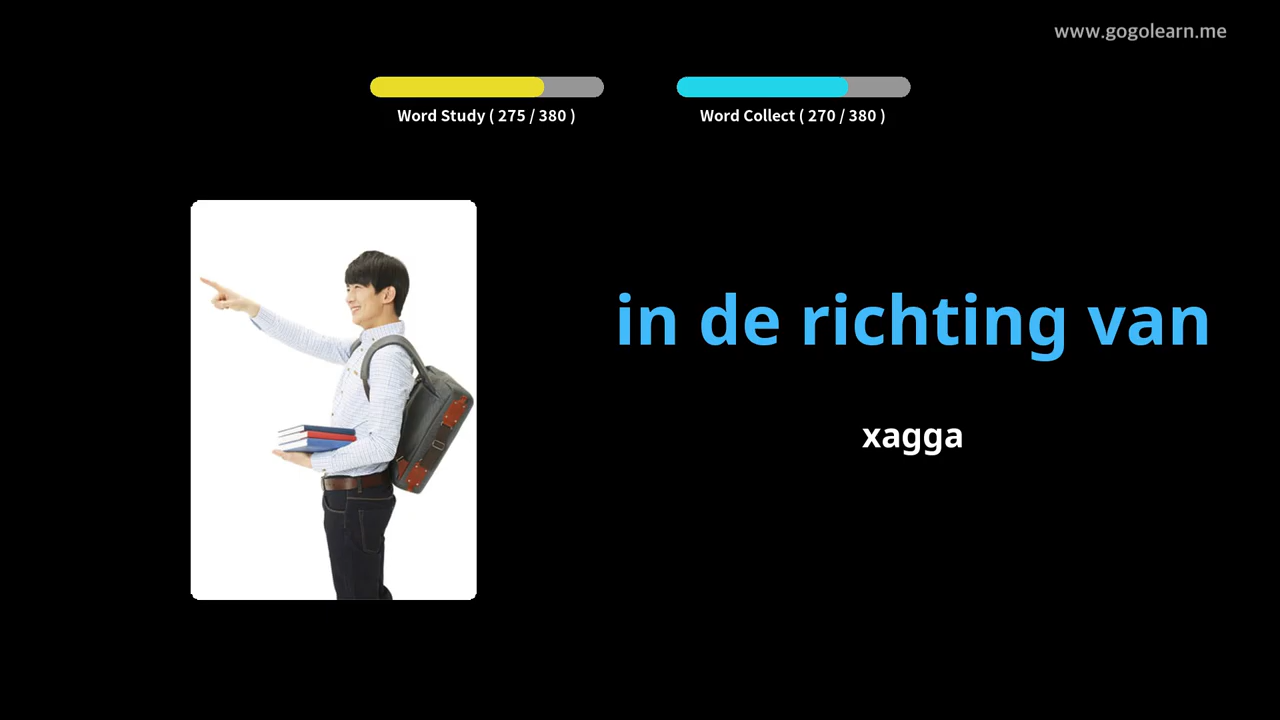 www.gogolearn.me
Word Study ( 275 / 380 )
Word Collect ( 270 / 380 )
in de richting van
xagga